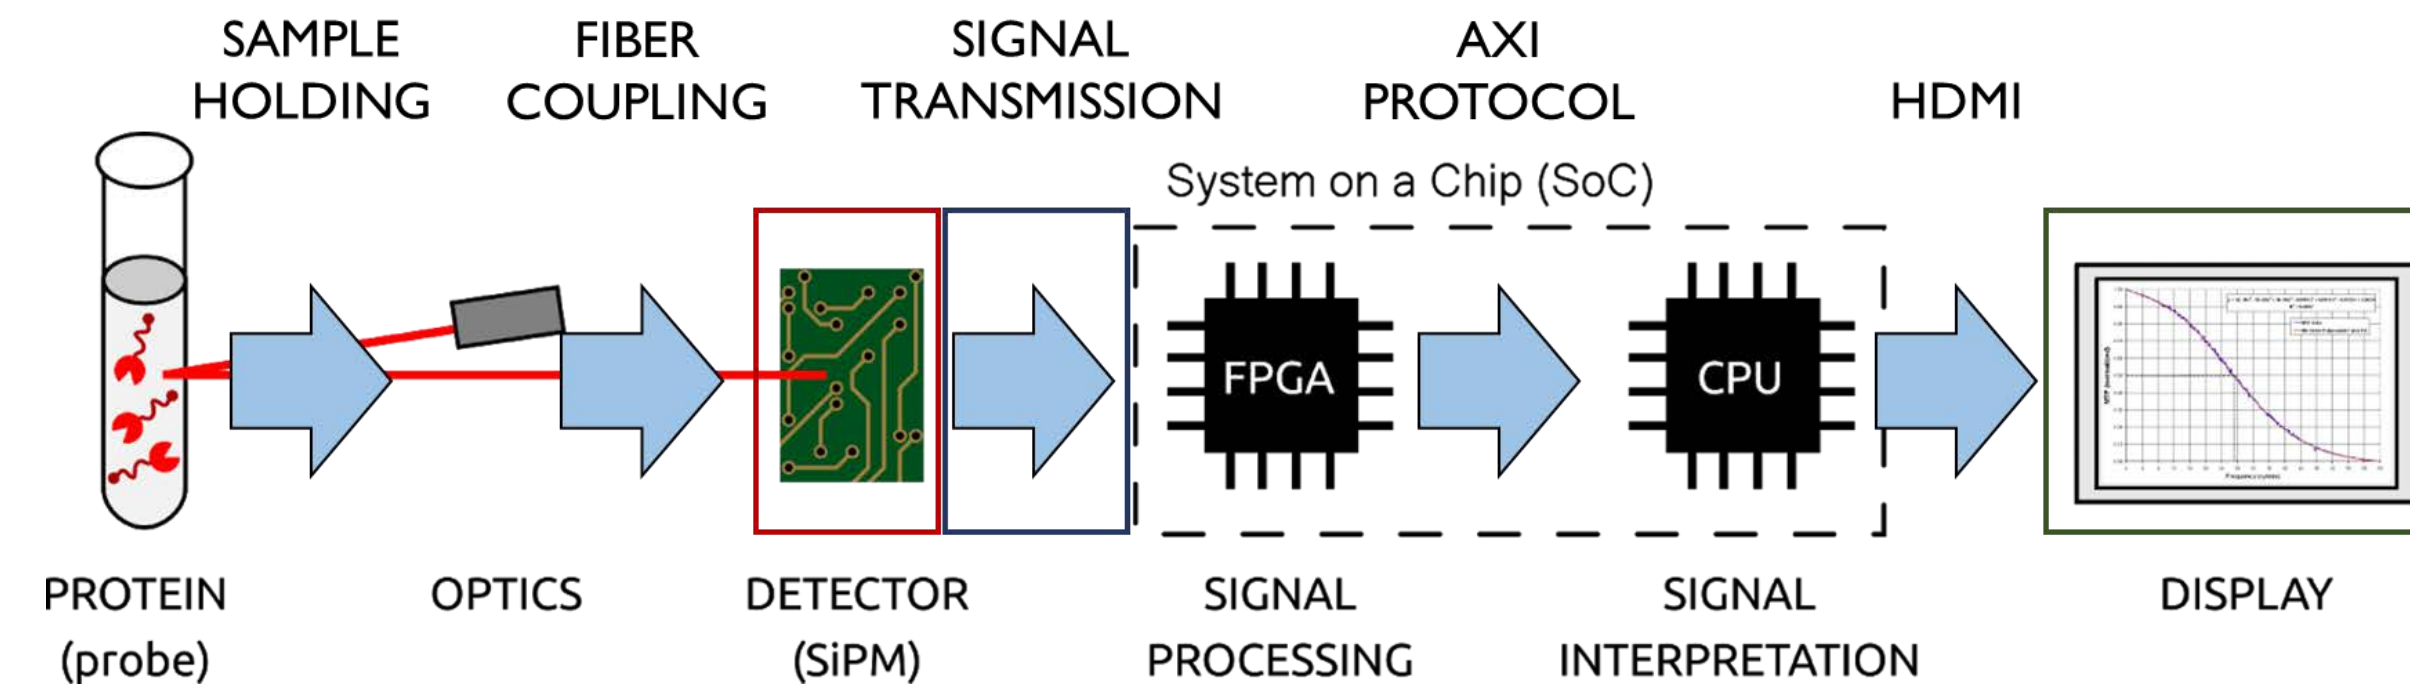 SAMPLE
HOLDING
FIBER
COUPLING
SIGNAL
TRANSMISSION
AXI
PROTOCOL
HDMI
System on a Chip (SoC)
FPGA
CPU
PROTEIN
(probe)
OPTICS
DETECTOR
(SiPM)
SIGNAL
PROCESSING
SIGNAL
INTERPRETATION
DISPLAY